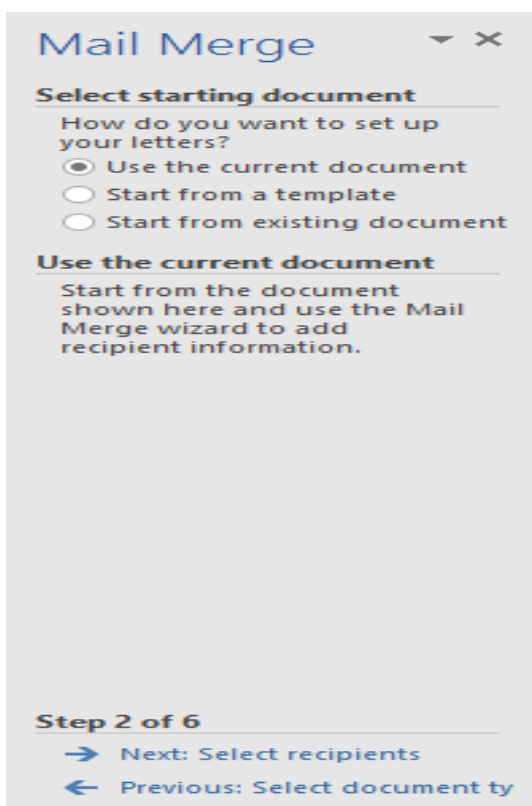 Mail Merge
Select starting document
How do you want to set up
your letters?
Use the current document
Start from a template
Start from existing document
Use the current document
Start from the document
shown here and use the Mail
Merge wizard to add
recipient information.
Step 2 of 6
Next: Select recipients
Previous: Select document ty